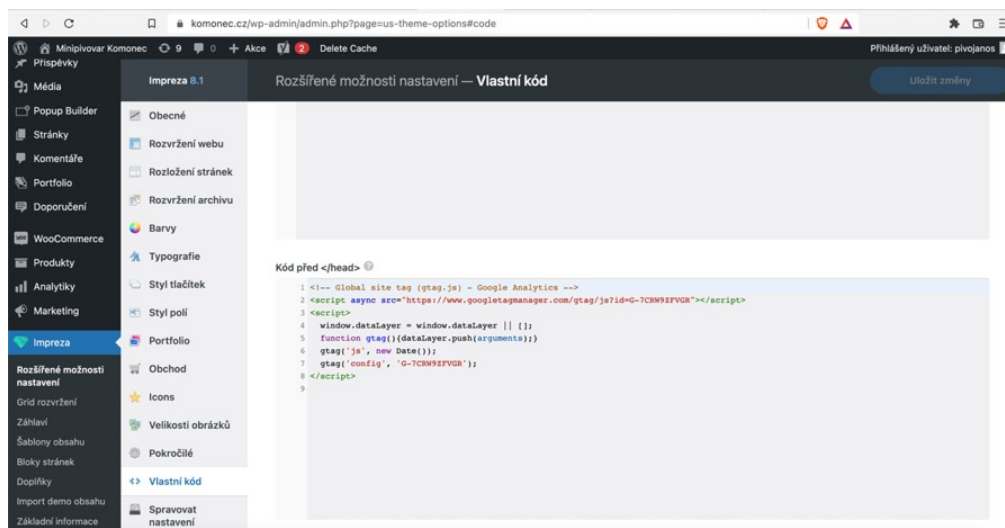 komonec.cz/wp-admin/admin.php?page=us-theme-options#code
Minipivovar Komonec 9 0 + Akce 2 Delete Cache
Přihlášený uživatel: pivojanos
Příspěvky
Média
Popup Builder
Stránky
Komentáře
Portfolio
Doporučení
WooCommerce
Produkty
Analytiky
Marketing
Impreza
Rozšířené možnosti
nastavení
Grid rozvržení
Záhlaví
Šablony obsahu
Bloky stránek
Doplňky
Import demo obsahu
Základní informace
Impreza 8.1
Obecné
Rozvržení webu
Rozložení stránek
Rozvržení archivu
Barvy
Typografie
Styl tlačítek
Styl polí
Portfolio
Obchod
Icons
Velikosti obrázků
Pokročilé
<> Vlastní kód
Spravovat
nastavení
Rozšířené možnosti nastavení — Vlastní kód
Uložit změny
Kód před </head>
1 <!-- Global site tag (gtag.js) - Google Analytics -->
2 <script async src="https://www.googletagmanager.com/gtag/js?id=G-7CRW9ZFVGR"></script>
3 <script>
4 window.dataLayer = window.dataLayer || [];
5 function gtag(){dataLayer.push(arguments);}
6 gtag('js', new Date());
7 gtag('config', 'G-7CRW9ZFVGR');
8 </script>
9